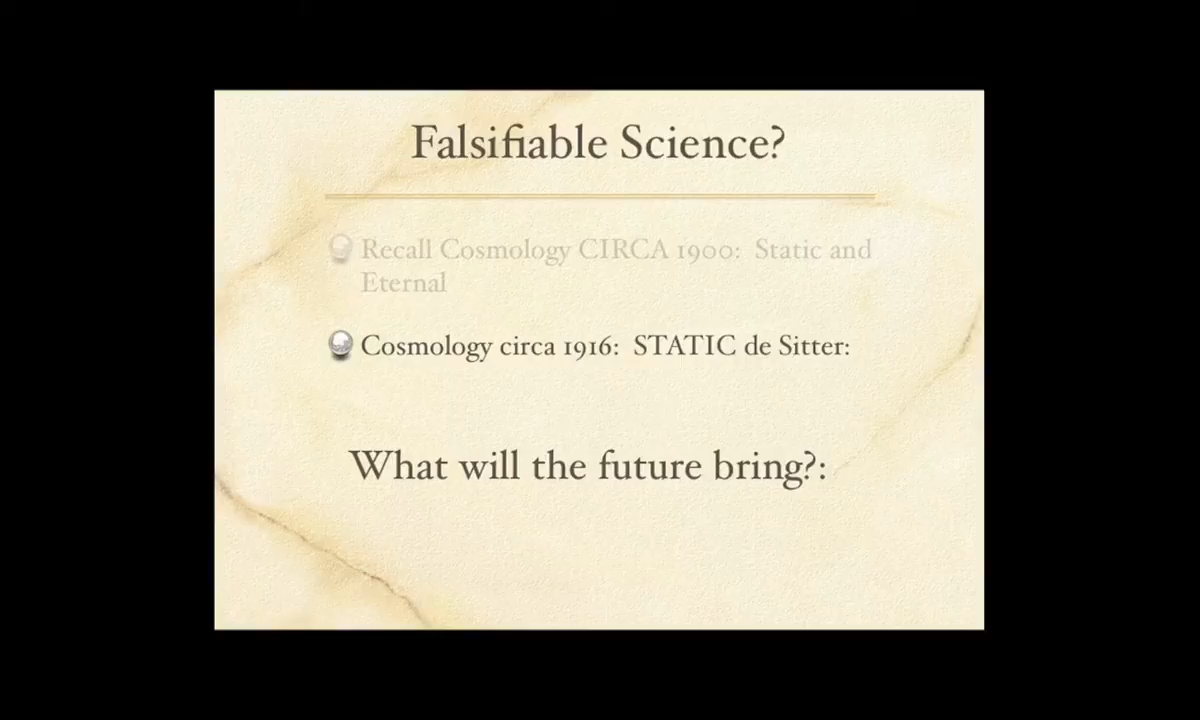 Falsifiable Science?
Recall Cosmology CIRCA 1900: Static and
Eternal
Cosmology circa 1916: STATIC de Sitter:
What will the future bring?: